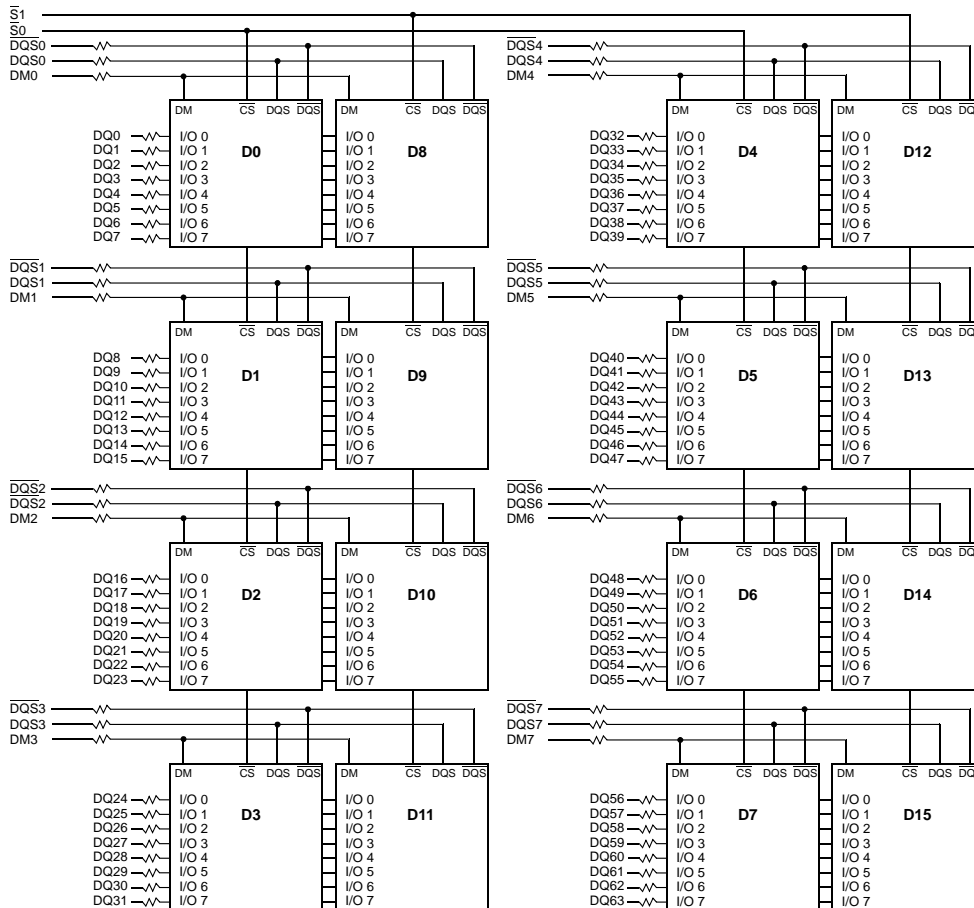 S1
S0
DQS0
DQS0
DM0
DM CS DQS DQS DM CS DQS DQS
DQ0 I/O 0 I/O 0
DQ1 I/O 1 D0 I/O 1 D8
DQ2 I/O 2 I/O 2
DQ3 I/O 3 I/O 3
DQ4 I/O 4 I/O 4
DQ5 I/O 5 I/O 5
DQ6 I/O 6 I/O 6
DQ7 I/O 7 I/O 7
DQS1
DQS1
DM1
DM CS DQS DQS DM CS DQS DQS
DQ8 I/O 0 I/O 0
DQ9 I/O 1 D1 I/O 1 D9
DQ10 I/O 2 I/O 2
DQ11 I/O 3 I/O 3
DQ12 I/O 4 I/O 4
DQ13 I/O 5 I/O 5
DQ14 I/O 6 I/O 6
DQ15 I/O 7 I/O 7
DQS2
DQS2
DM2
DM CS DQS DQS DM CS DQS DQS
DQ16 I/O 0 I/O 0
DQ17 I/O 1 D2 I/O 1 D10
DQ18 I/O 2 I/O 2
DQ19 I/O 3 I/O 3
DQ20 I/O 4 I/O 4
DQ21 I/O 5 I/O 5
DQ22 I/O 6 I/O 6
DQ23 I/O 7 I/O 7
DQS3
DQS3
DM3
DM CS DQS DQS DM CS DQS DQS
DQ24 I/O 0 I/O 0
DQ25 I/O 1 D3 I/O 1 D11
DQ26 I/O 2 I/O 2
DQ27 I/O 3 I/O 3
DQ28 I/O 4 I/O 4
DQ29 I/O 5 I/O 5
DQ30 I/O 6 I/O 6
DQ31 I/O 7 I/O 7
DQS4
DQS4
DM4
DM CS DQS DQS DM CS DQS
DQ32 I/O 0 I/O 0
DQ33 I/O 1 D4 I/O 1 D12
DQ34 I/O 2 I/O 2
DQ35 I/O 3 I/O 3
DQ36 I/O 4 I/O 4
DQ37 I/O 5 I/O 5
DQ38 I/O 6 I/O 6
DQ39 I/O 7 I/O 7
DQS5
DQS5
DM5
DM CS DQS DQS DM CS DQS
DQ40 I/O 0 I/O 0
DQ41 I/O 1 D5 I/O 1 D13
DQ42 I/O 2 I/O 2
DQ43 I/O 3 I/O 3
DQ44 I/O 4 I/O 4
DQ45 I/O 5 I/O 5
DQ46 I/O 6 I/O 6
DQ47 I/O 7 I/O 7
DQS6
DQS6
DM6
DM CS DQS DQS DM CS DQS
DQ48 I/O 0 I/O 0
DQ49 I/O 1 D6 I/O 1 D14
DQ50 I/O 2 I/O 2
DQ51 I/O 3 I/O 3
DQ52 I/O 4 I/O 4
DQ53 I/O 5 I/O 5
DQ54 I/O 6 I/O 6
DQ55 I/O 7 I/O 7
DQS7
DQS7
DM7
DM CS DQS DQS DM CS DQS
DQ56 I/O 0 I/O 0
DQ57 I/O 1 D7 I/O 1 D15
DQ58 I/O 2 I/O 2
DQ59 I/O 3 I/O 3
DQ60 I/O 4 I/O 4
DQ61 I/O 5 I/O 5
DQ62 I/O 6 I/O 6
DQ63 I/O 7 I/O 7